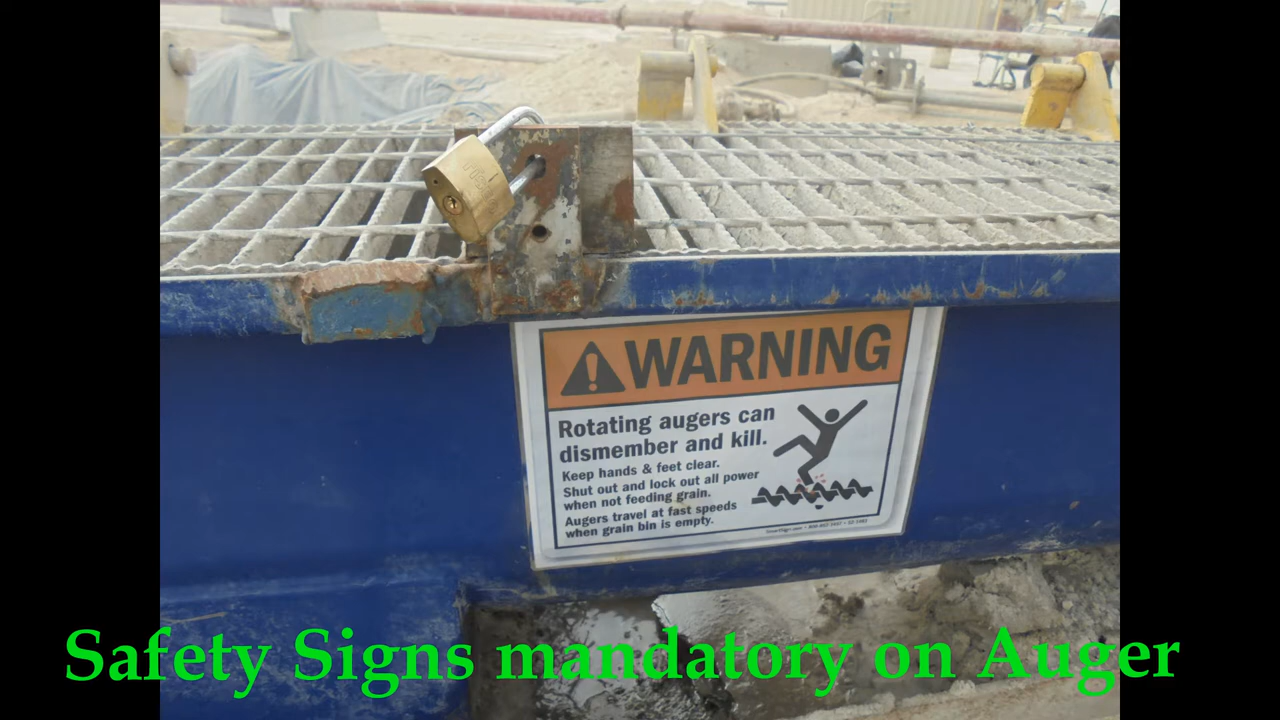 WARNING
Rotating augers can
dismember and kill.
Keep hands & feet clear.
Shut out and lock out all power
when not feeding grain.
Augers travel at fast speeds
when grain bin is empty.
Safety Signs mandatory on Auger